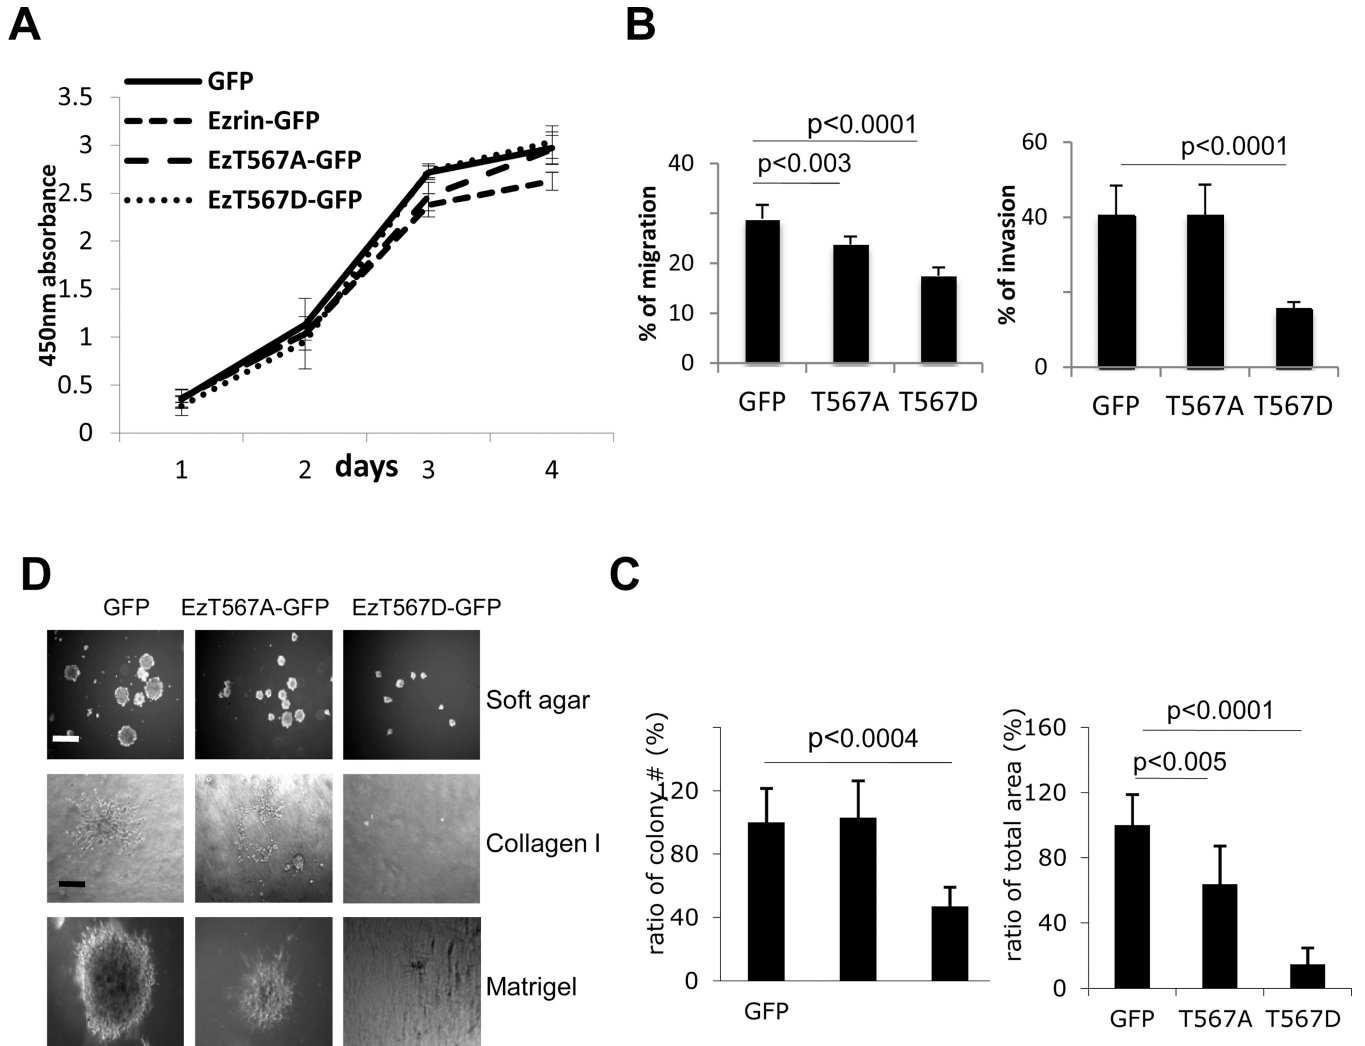 A
GFP
Ezrin-GFP
EzT567A-GFP
EzT567D-GFP
3.5
3
2.5
2
1.5
1
0.5
0
450nm absorbance
1 2 days 3 4
B
p<0.0001
p<0.003
40
20
10
0
% of migration
GFP T567A T567D
p<0.0001
60
40
0
% of invasion
GFP T567A T567D
D
GFP EzT567A-GFP EzT567D-GFP
Soft agar
Collagen I
Matrigel
C
p<0.0004
120
80
40
0
ratio of colony # (%)
GFP
p<0.0001
p<0.005
160
120
80
40
0
ratio of total area (%)
GFP T567A T567D